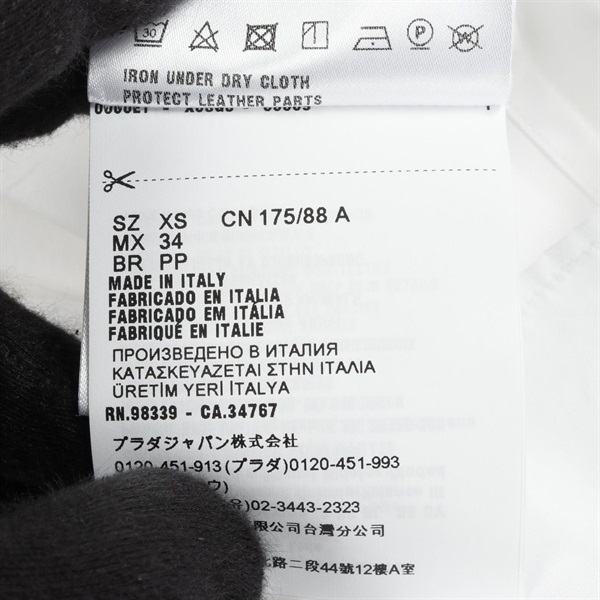 30
IRON UNDER DRY CLOTH
PROTECT LEATHER PARTS
SZ XS CN 175/88 A
MX 34
BR PP
MADE IN ITALY
FABRICADO EN ITALIA
FABRICADO EM ITÁLIA
FABRIQUÉ EN ITALIE
ПРОИЗВЕДЕНО В ИТАЛИЯ
ΚΑΤΑΣΚΕΥΑΖΕΤΑΙ ΣΤΗΝ ΙΤΑΛΙΑ
ÜRETİM YERİ İTALYA
RN.98339 - CA.34767
プラダジャパン株式会社
0120-451-913(プラダ)0120-451-993
ウ)
)02-3443-2323
限公司台灣分公司
北路二段44號12樓A室